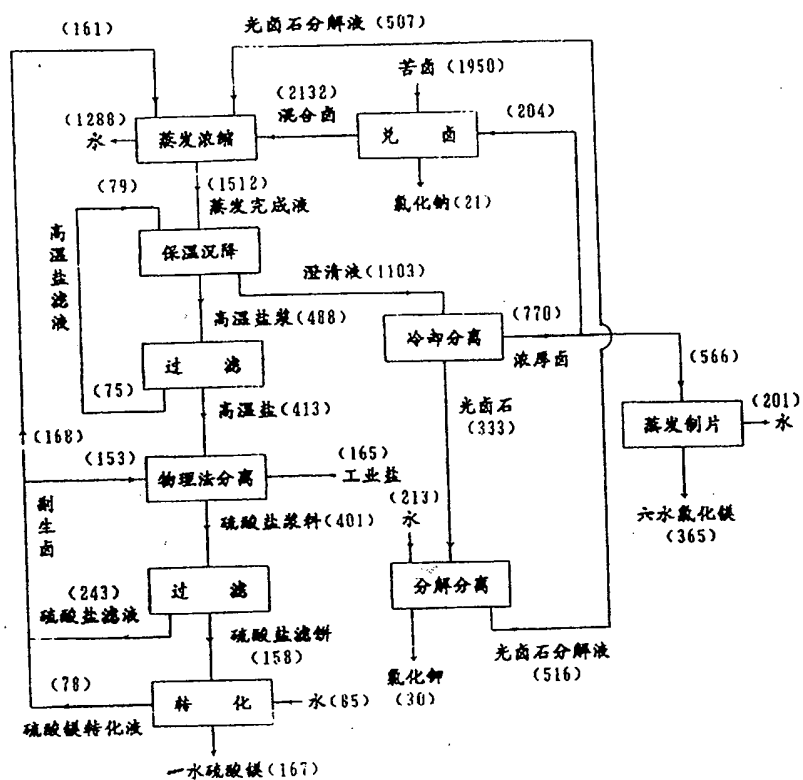 光卤石分解液(507)
(161)
苦卤(1950)
(2132)
混合卤
(204)
(1288)
水
蒸发浓缩
兑 卤
(79)
(1512)
蒸发完成液
氯化钠(21)
高温盐滤液
保温沉降
澄清液(1103)
高温盐浆(488)
(770)
冷却分离
浓厚卤
过 滤
(566)
(75)
高温盐(413)
光卤石
(333)
(201)
水
蒸发制片
(168)
(153)
(165)
工业盐
物理法分离
(213)
水
六水氯化镁
(365)
副生卤
硫酸盐浆料(401)
(243)
硫酸盐滤液
过 滤
分解分离
硫酸盐滤饼
(158)
光卤石分解液
(516)
氯化钾
(30)
(78)
转 化
水(85)
硫酸镁转化液
一水硫酸镁(167)